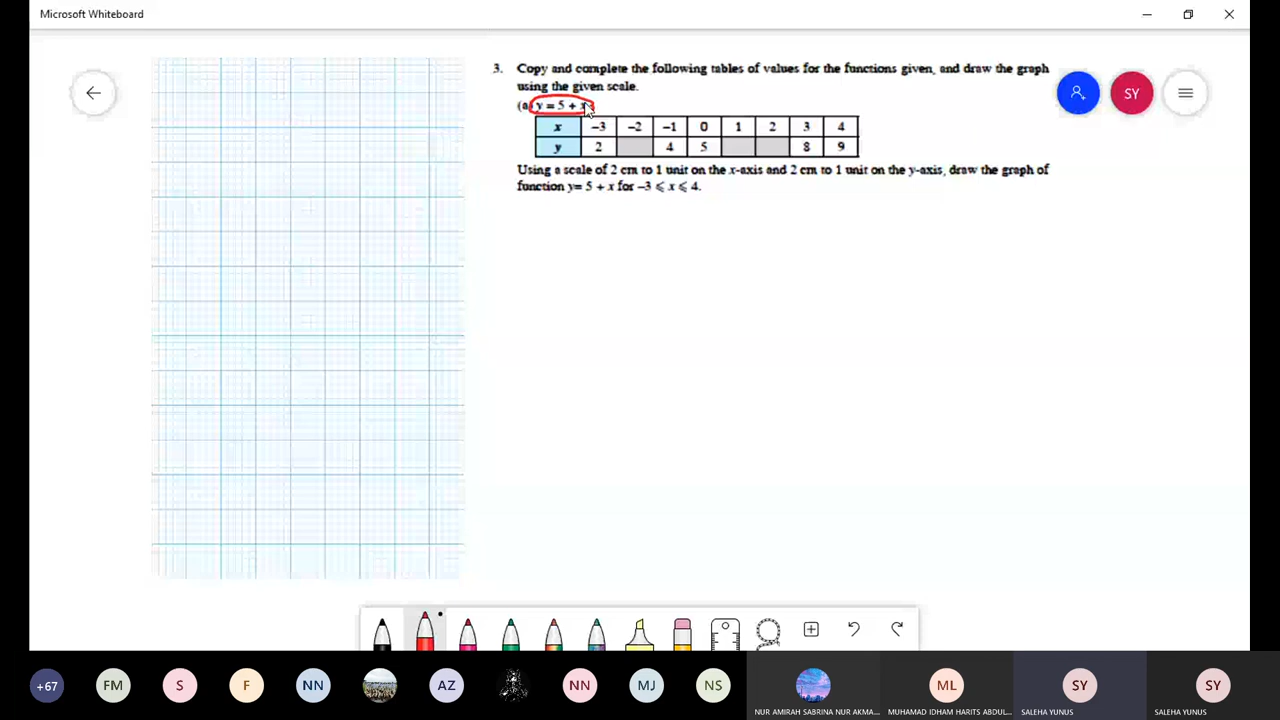 Microsoft Whiteboard
3. Copy and complete the following tables of values for the functions given, and draw the graph
using the given scale.
(a) y = 5 + x
x −3 −2 −1 0 1 2 3 4
y 2 4 5 8 9
Using a scale of 2 cm to 1 unit on the x-axis and 2 cm to 1 unit on the y-axis, draw the graph of
function y= 5 + x for −3 ⩽ x ⩽ 4.
SY
+67 FM S F NN AZ NN MJ NS ML SY SY
NUR AMIRAH SABRINA NUR AKMA... MUHAMAD IDHAM HARITS ABDUL... SALEHA YUNUS SALEHA YUNUS